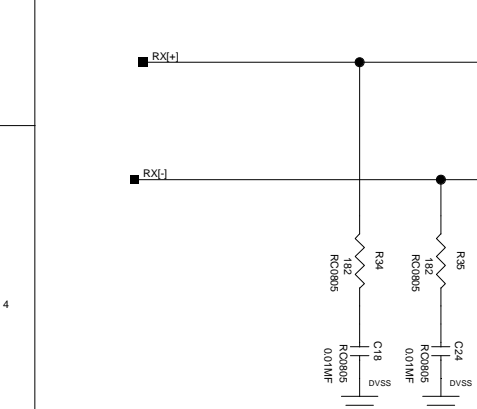 RX[+]
RX[-]
R34
182
RC0805
R35
182
RC0805
4
C18
RC0805
0.01MF
DVSS
C24
RC0805
0.01MF
DVSS